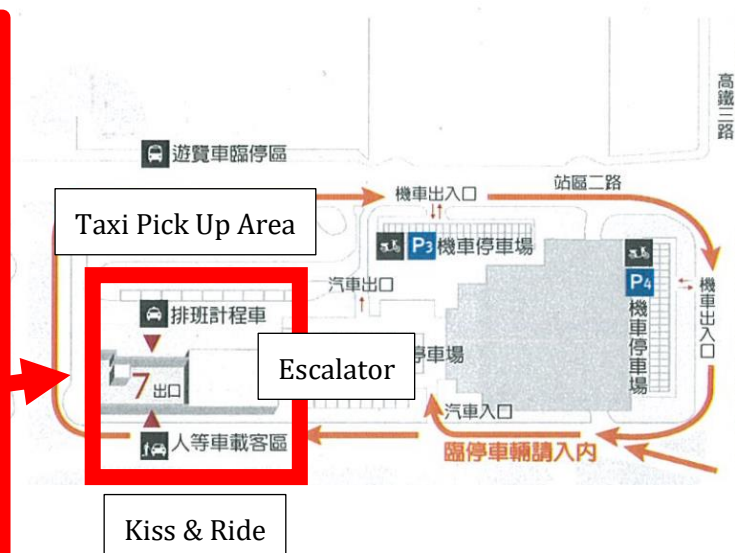 高鐵三路
遊覽車臨停區
站區二路
機車出入口
Taxi Pick Up Area
P3 機車停車場
P4
機車停車場
機車出入口
汽車出口
排班計程車
7 出口
Escalator
停車場
汽車入口
人等車載客區
臨停車輛請入內
Kiss & Ride